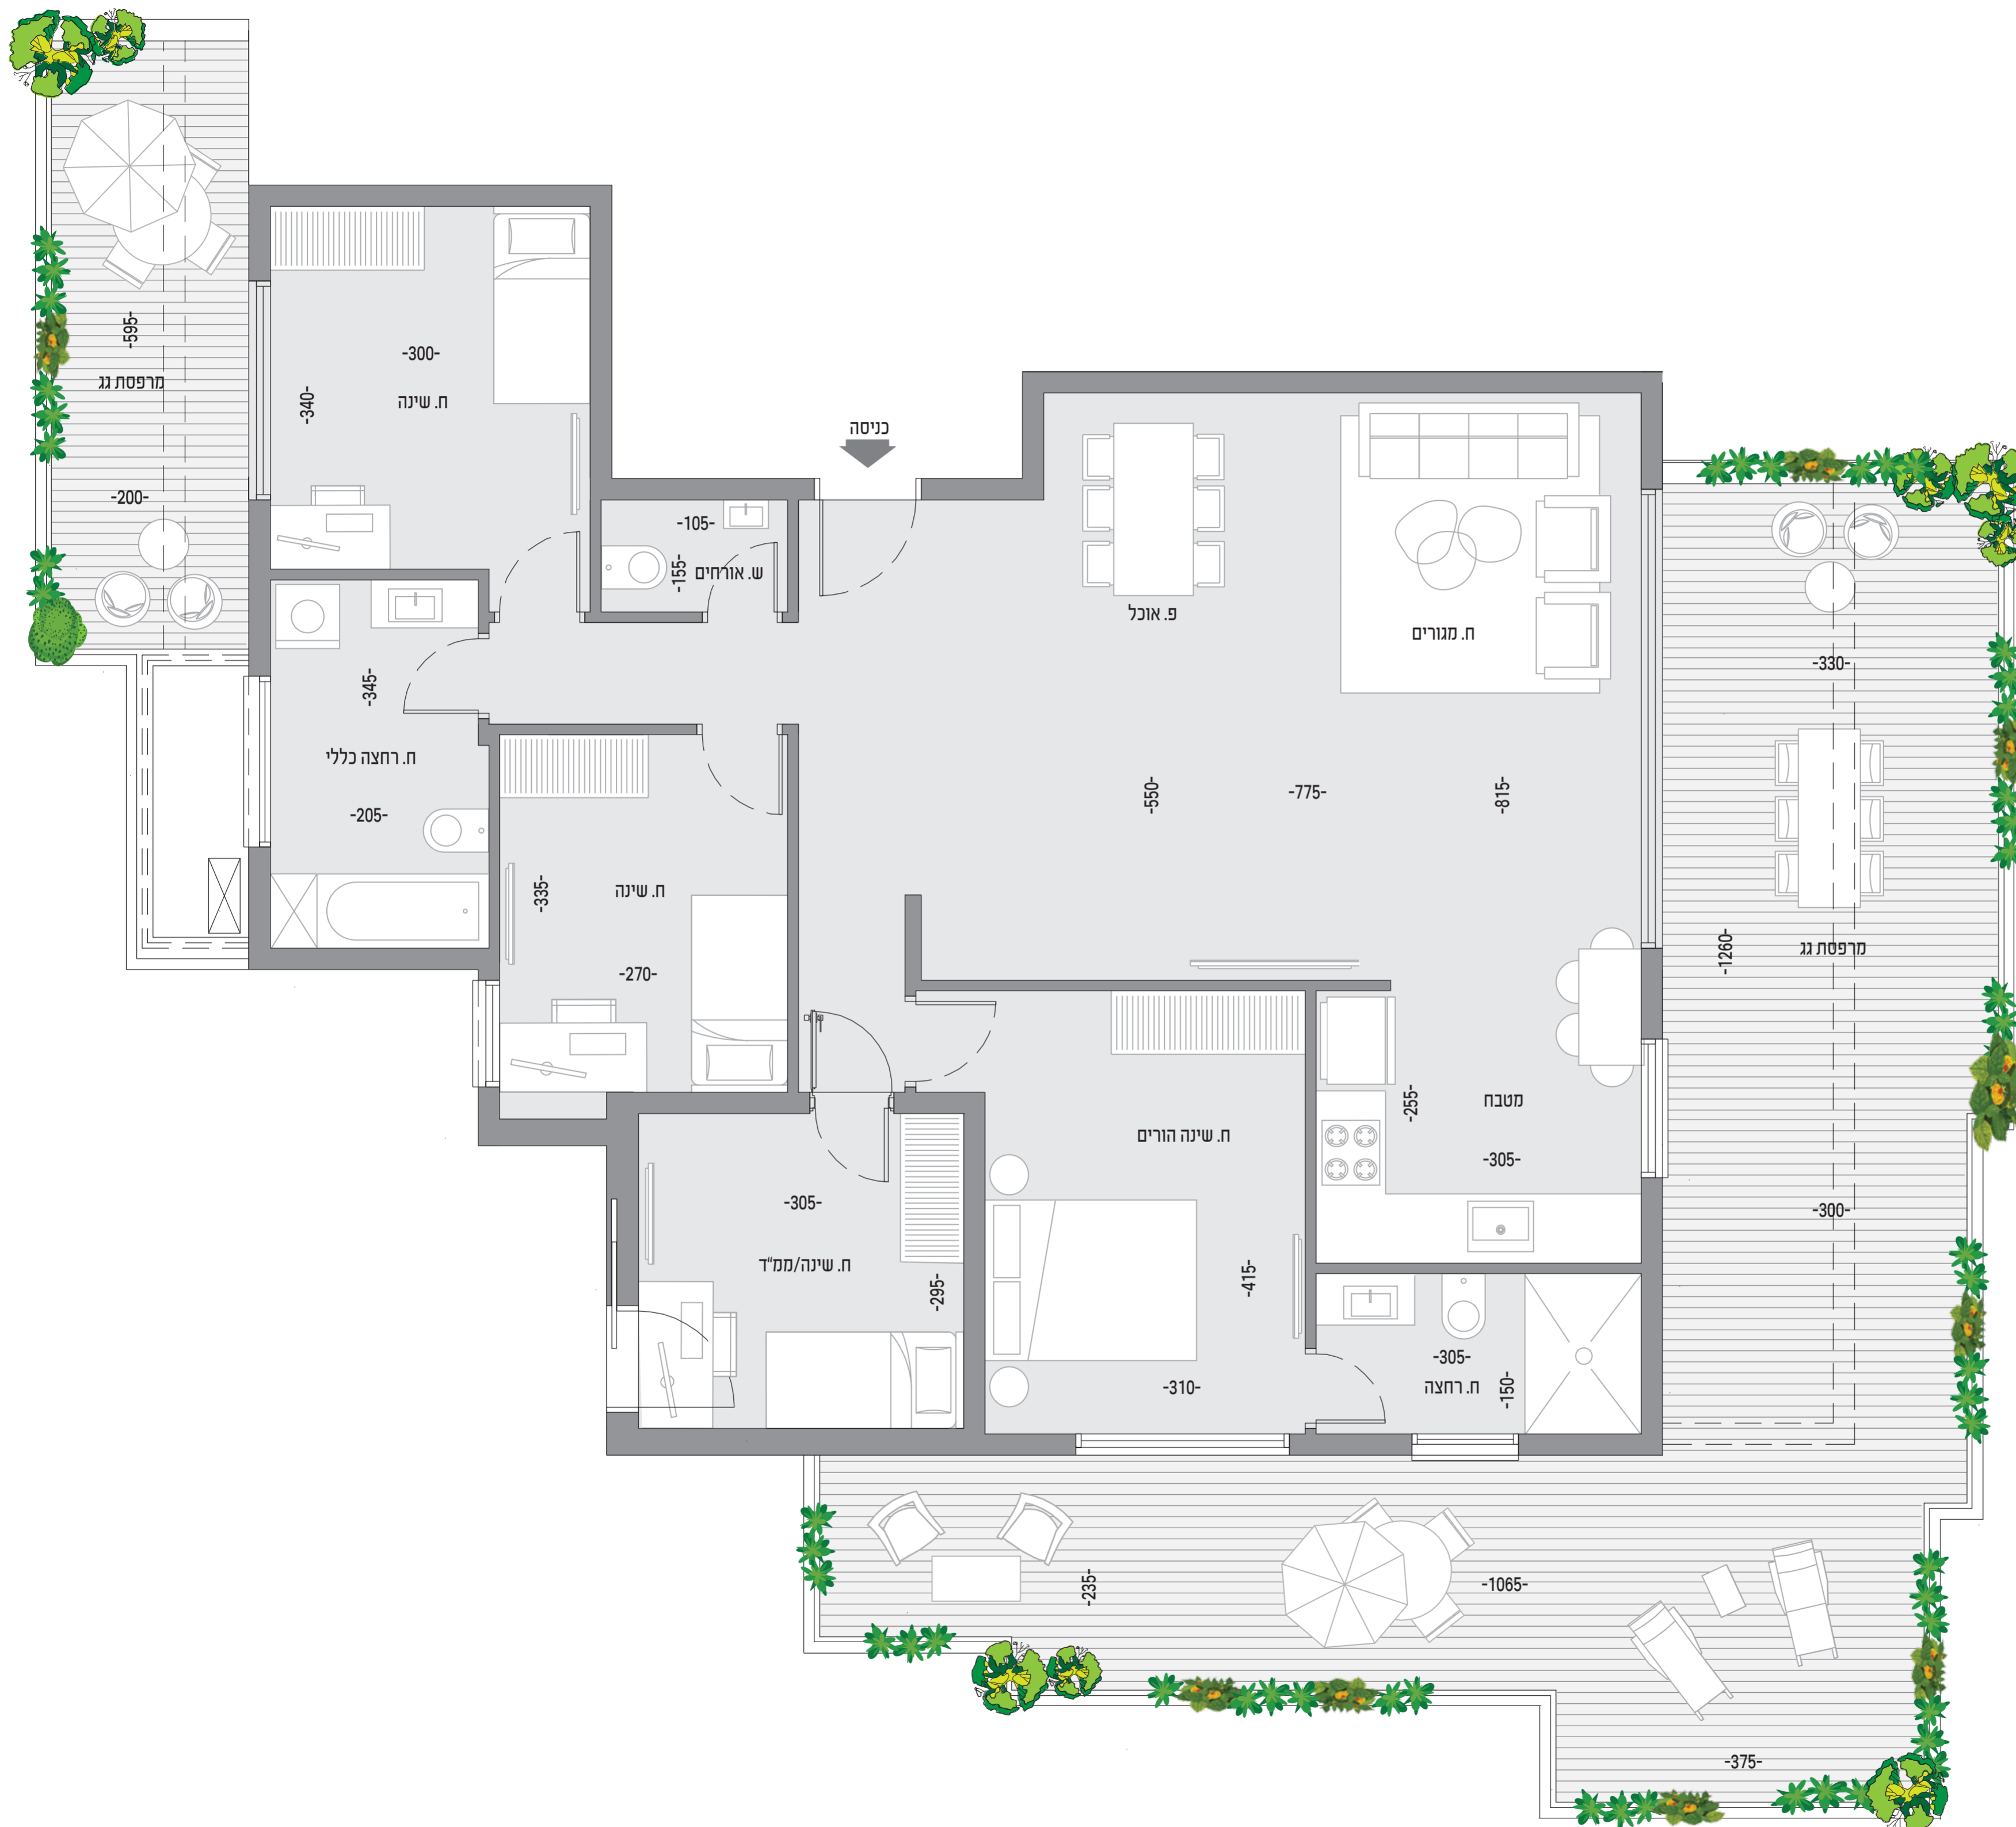 כניסה
-300-
-340-
ח. שינה
-595-
מרפסת גג
-200-
-105-
-155-
ש. אורחים
פ. אוכל
ח. מגורים
-330-
-345-
ח. רחצה כללי
-205-
-550-
-775-
-815-
-335-
ח. שינה
-270-
-1260-
מרפסת גג
מטבח
-255-
-305-
ח. שינה הורים
-305-
ח. שינה/ממ"ד
-295-
-415-
-310-
-300-
-305-
ח. רחצה
-150-
-235-
-1065-
-375-